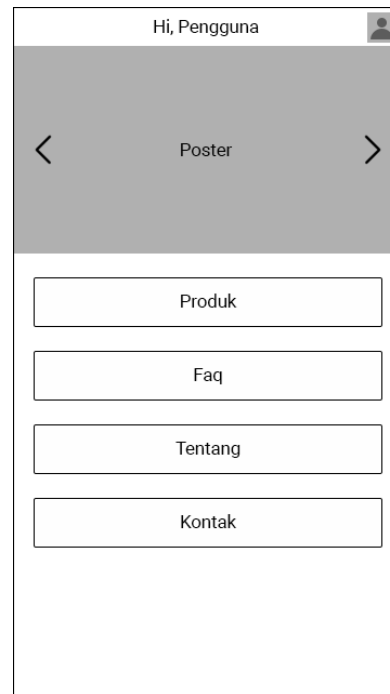 Hi, Pengguna
Poster
Produk
Faq
Tentang
Kontak